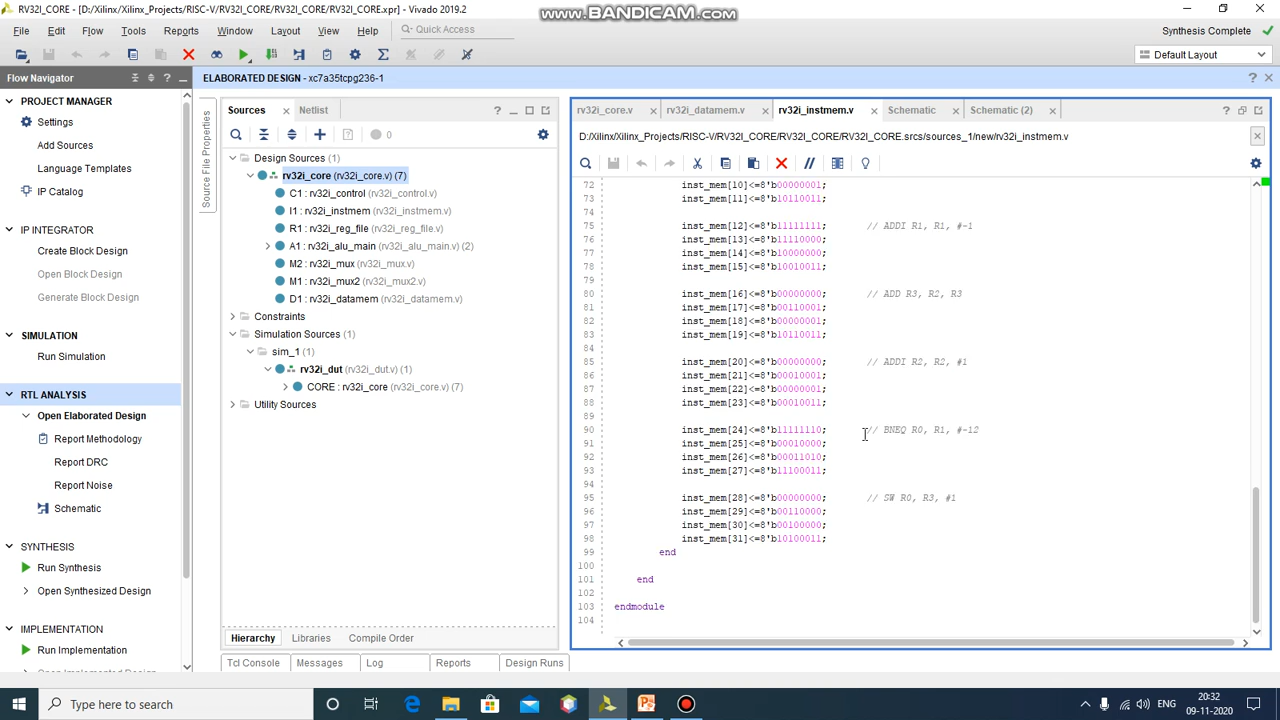 RV32I_CORE - [D:/Xilinx/Xilinx_Projects/RISC-V/RV32I_CORE/RV32I_CORE/RV32I_CORE.xpr] - Vivado 2019.2
www.BANDICAM.com
File Edit Flow Tools Reports Window Layout View Help Quick Access
Synthesis Complete
Default Layout
Flow Navigator
ELABORATED DESIGN - xc7a35tcpg236-1
PROJECT MANAGER
Settings
Add Sources
Language Templates
IP Catalog
IP INTEGRATOR
Create Block Design
Open Block Design
Generate Block Design
SIMULATION
Run Simulation
RTL ANALYSIS
Open Elaborated Design
Report Methodology
Report DRC
Report Noise
Schematic
SYNTHESIS
Run Synthesis
Open Synthesized Design
IMPLEMENTATION
Run Implementation
Open Implemented Design
Source File Properties
Sources Netlist
0
Design Sources (1)
rv32i_core (rv32i_core.v) (7)
C1 : rv32i_control (rv32i_control.v)
I1 : rv32i_instmem (rv32i_instmem.v)
R1 : rv32i_reg_file (rv32i_reg_file.v)
A1 : rv32i_alu_main (rv32i_alu_main.v) (2)
M2 : rv32i_mux (rv32i_mux.v)
M1 : rv32i_mux2 (rv32i_mux2.v)
D1 : rv32i_datamem (rv32i_datamem.v)
Constraints
Simulation Sources (1)
sim_1 (1)
rv32i_dut (rv32i_dut.v) (1)
CORE : rv32i_core (rv32i_core.v) (7)
Utility Sources
Hierarchy Libraries Compile Order
Tcl Console Messages Log Reports Design Runs
rv32i_core.v rv32i_datamem.v rv32i_instmem.v Schematic Schematic (2)
D:/Xilinx/Xilinx_Projects/RISC-V/RV32I_CORE/RV32I_CORE/RV32I_CORE.srcs/sources_1/new/rv32i_instmem.v
72 inst_mem[10]<=8'b00000001;
73 inst_mem[11]<=8'b10110011;
74
75 inst_mem[12]<=8'b11111111; // ADDI R1, R1, #-1
76 inst_mem[13]<=8'b11110000;
77 inst_mem[14]<=8'b10000000;
78 inst_mem[15]<=8'b10010011;
79
80 inst_mem[16]<=8'b00000000; // ADD R3, R2, R3
81 inst_mem[17]<=8'b00110001;
82 inst_mem[18]<=8'b00000001;
83 inst_mem[19]<=8'b10110011;
84
85 inst_mem[20]<=8'b00000000; // ADDI R2, R2, #1
86 inst_mem[21]<=8'b00010001;
87 inst_mem[22]<=8'b00000001;
88 inst_mem[23]<=8'b00010011;
89
90 inst_mem[24]<=8'b11111110; // BNEQ R0, R1, #-12
91 inst_mem[25]<=8'b00010000;
92 inst_mem[26]<=8'b00011010;
93 inst_mem[27]<=8'b11100011;
94
95 inst_mem[28]<=8'b00000000; // SW R0, R3, #1
96 inst_mem[29]<=8'b00110000;
97 inst_mem[30]<=8'b00100000;
98 inst_mem[31]<=8'b10100011;
99 end
100
101 end
102
103 endmodule
104
Type here to search
ENG
20:32
09-11-2020